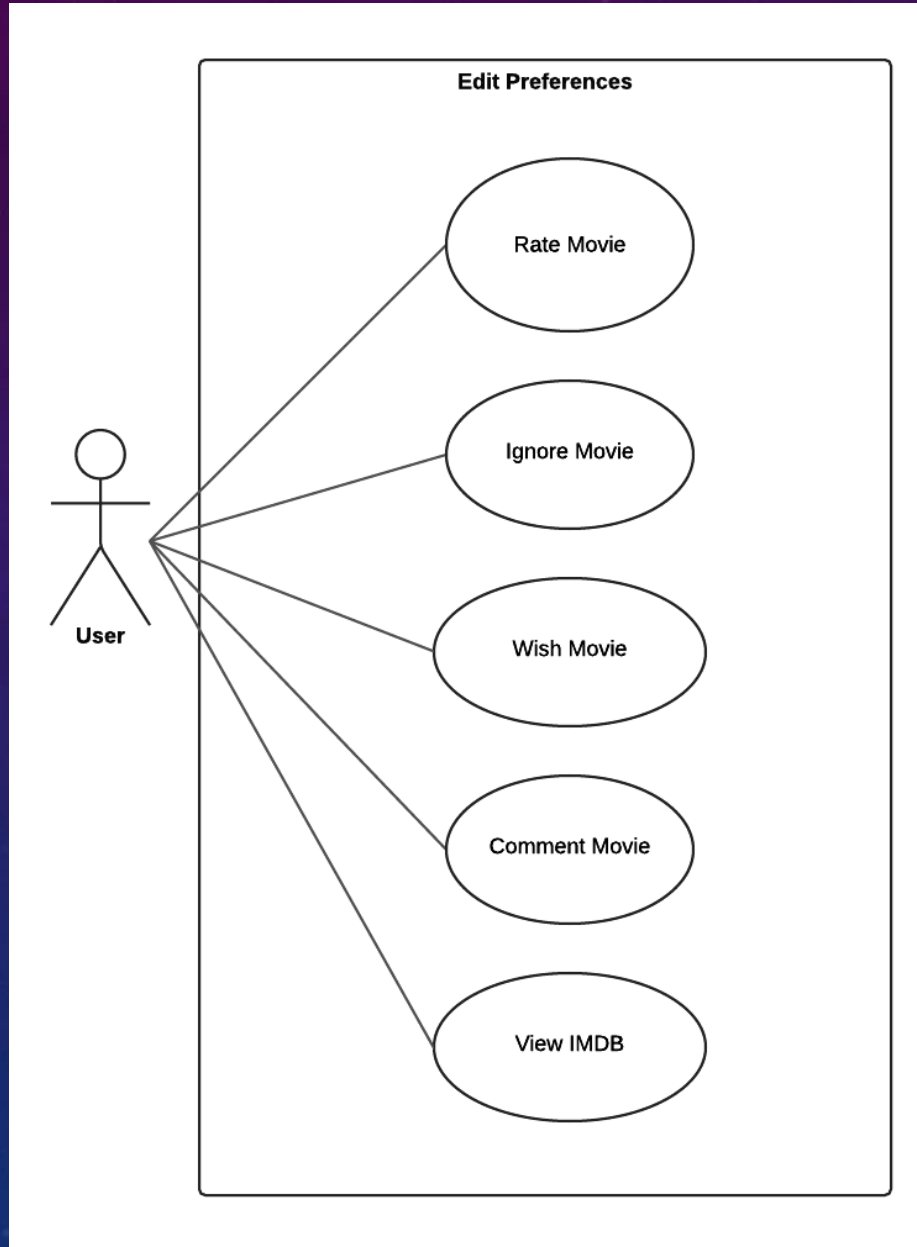 Edit Preferences
Rate Movie
Ignore Movie
User
Wish Movie
Comment Movie
View IMDB